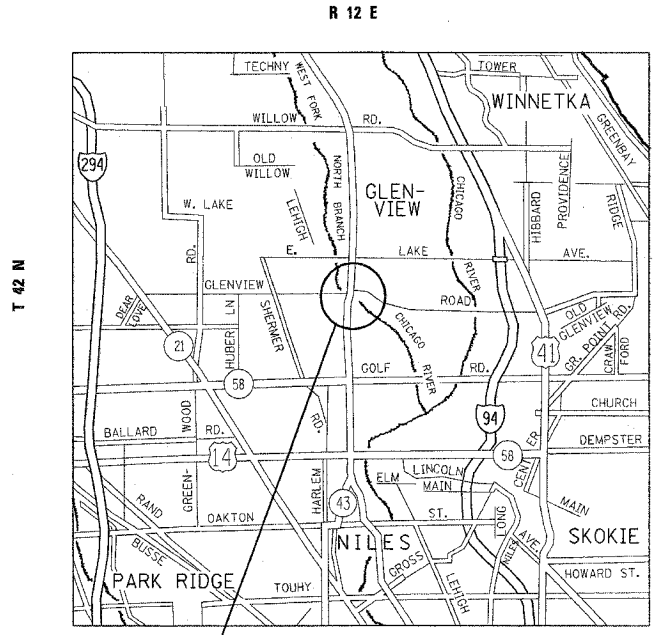 R 12 E
T 42 N
TECHNY
TOWER
WEST FORK
WINNETKA
WILLOW RD.
GREENBAY
294
OLD
WILLOW
NORTH BRANCH
GLEN-
VIEW
CHICAGO
HIBBARD
PROVIDENCE
RIDGE
W. LAKE
RD.
LEHIGH
E. LAKE AVE.
RIVER
GLENVIEW ROAD
DEAR
LOVE
HUBER LN
SHERMER
RD.
OLD
GLENVIEW
GR. POINT RD.
21
CHICAGO
RIVER
41
CRAW
FORD
58
GOLF RD.
94
CHURCH
BALLARD RD.
WOOD
GREEN-
14
58
CENTER
DEMPSTER
HARLEM
LINCOLN
ELM
MAIN
MAIN
RAND
43
OAKTON ST.
LONG
NILES AVE.
SKOKIE
BUSSE
NILES
GROSS
HOWARD ST.
PARK RIDGE
TOUHY
LEHIGH